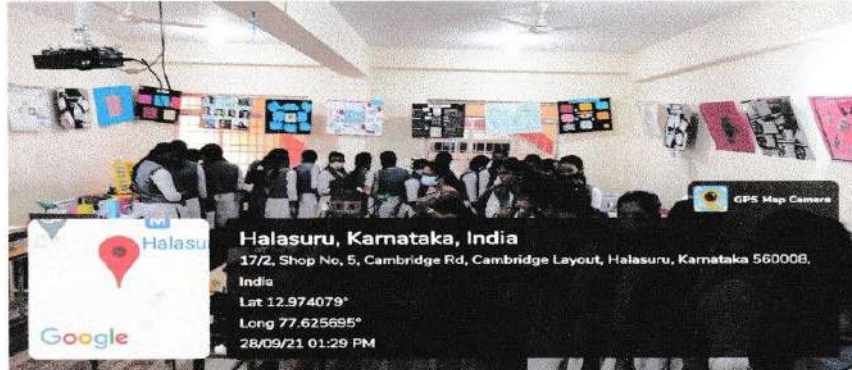 GPS Map Camera
M
Halasu
Google
Halasuru, Karnataka, India
17/2, Shop No, 5, Cambridge Rd, Cambridge Layout, Halasuru, Karnataka 560008,
India
Lat 12.974079°
Long 77.625695°
28/09/21 01:29 PM